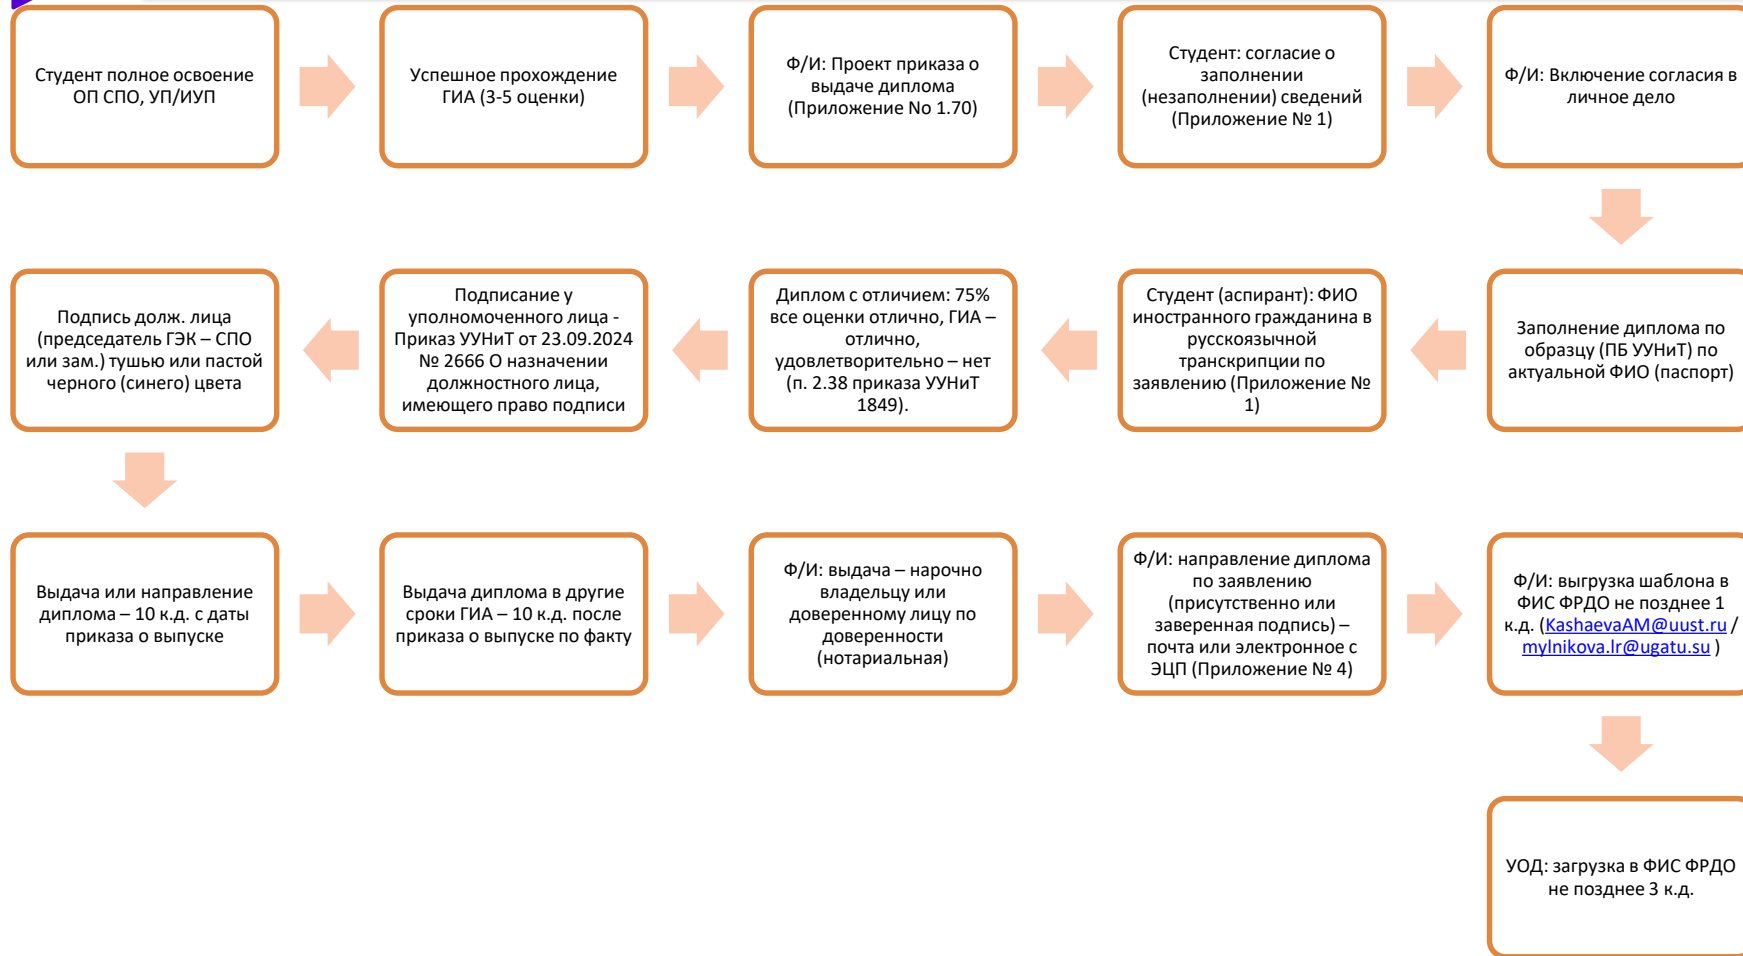 Студент полное освоение
ОП СПО, УП/ИУП
Успешное прохождение
ГИА (3-5 оценки)
Ф/И: Проект приказа о
выдаче диплома
(Приложение No 1.70)
Студент: согласие о
заполнении
(незаполнении) сведений
(Приложение № 1)
Ф/И: Включение согласия в
личное дело
Заполнение диплома по
образцу (ПБ УУНиТ) по
актуальной ФИО (паспорт)
Студент (аспирант): ФИО
иностранного гражданина в
русскоязычной
транскрипции по
заявлению (Приложение №
1)
Диплом с отличием: 75%
все оценки отлично, ГИА –
отлично,
удовлетворительно – нет
(п. 2.38 приказа УУНиТ
1849).
Подписание у
уполномоченного лица -
Приказ УУНиТ от 23.09.2024
№ 2666 О назначении
должностного лица,
имеющего право подписи
Подпись долж. лица
(председатель ГЭК – СПО
или зам.) тушью или пастой
черного (синего) цвета
Выдача или направление
диплома – 10 к.д. с даты
приказа о выпуске
Выдача диплома в другие
сроки ГИА – 10 к.д. после
приказа о выпуске по факту
Ф/И: выдача – нарочно
владельцу или
доверенному лицу по
доверенности
(нотариальная)
Ф/И: направление диплома
по заявлению
(присутственно или
заверенная подпись) –
почта или электронное с
ЭЦП (Приложение № 4)
Ф/И: выгрузка шаблона в
ФИС ФРДО не позднее 1
к.д. (KashaevaAM@uust.ru /
mylnikova.lr@ugatu.su )
УОД: загрузка в ФИС ФРДО
не позднее 3 к.д.